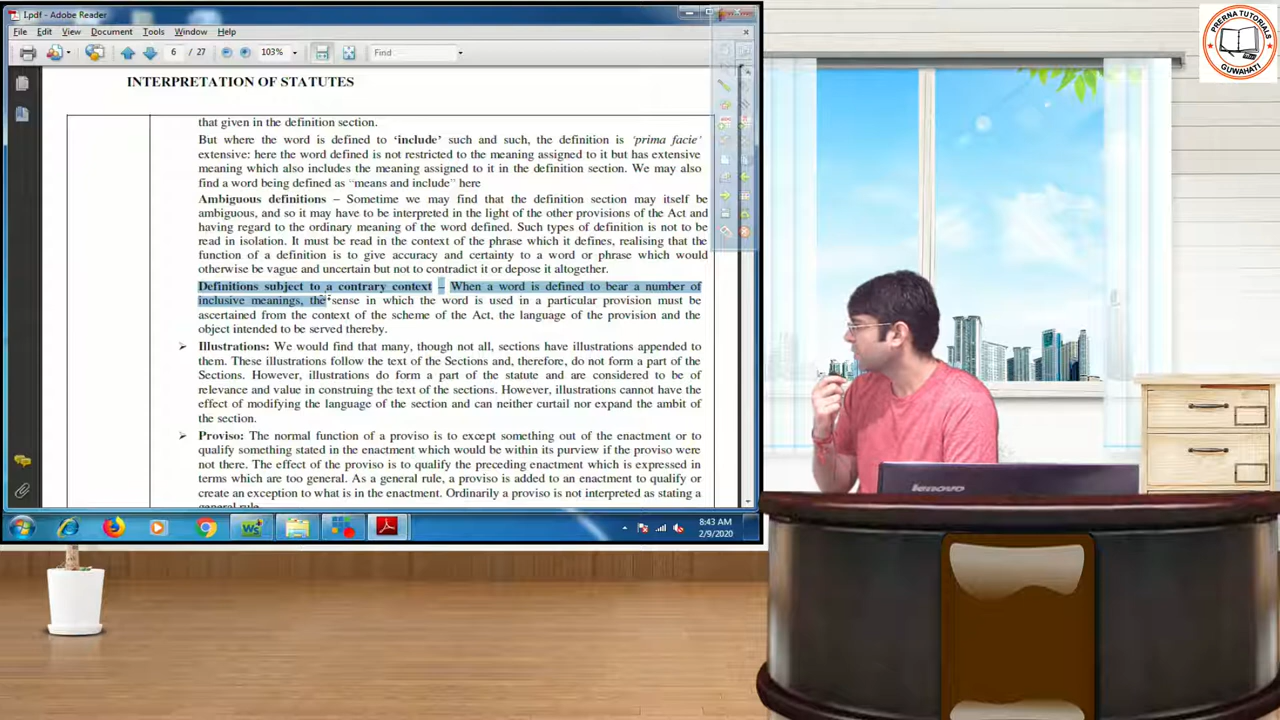 I.pdf - Adobe Reader
File Edit View Document Tools Window Help
6 / 27 103% Find
INTERPRETATION OF STATUTES
that given in the definition section.
But where the word is defined to ‘include’ such and such, the definition is ‘prima facie’
extensive: here the word defined is not restricted to the meaning assigned to it but has extensive
meaning which also includes the meaning assigned to it in the definition section. We may also
find a word being defined as “means and include” here
Ambiguous definitions – Sometime we may find that the definition section may itself be
ambiguous, and so it may have to be interpreted in the light of the other provisions of the Act and
having regard to the ordinary meaning of the word defined. Such types of definition is not to be
read in isolation. It must be read in the context of the phrase which it defines, realising that the
function of a definition is to give accuracy and certainty to a word or phrase which would
otherwise be vague and uncertain but not to contradict it or depose it altogether.
Definitions subject to a contrary context – When a word is defined to bear a number of
inclusive meanings, the sense in which the word is used in a particular provision must be
ascertained from the context of the scheme of the Act, the language of the provision and the
object intended to be served thereby.
➢ Illustrations: We would find that many, though not all, sections have illustrations appended to
them. These illustrations follow the text of the Sections and, therefore, do not form a part of the
Sections. However, illustrations do form a part of the statute and are considered to be of
relevance and value in construing the text of the sections. However, illustrations cannot have the
effect of modifying the language of the section and can neither curtail nor expand the ambit of
the section.
➢ Proviso: The normal function of a proviso is to except something out of the enactment or to
qualify something stated in the enactment which would be within its purview if the proviso were
not there. The effect of the proviso is to qualify the preceding enactment which is expressed in
terms which are too general. As a general rule, a proviso is added to an enactment to qualify or
create an exception to what is in the enactment. Ordinarily a proviso is not interpreted as stating a
general rule
8:43 AM
2/9/2020
PRERNA TUTORIALS
GUWAHATI
lenovo